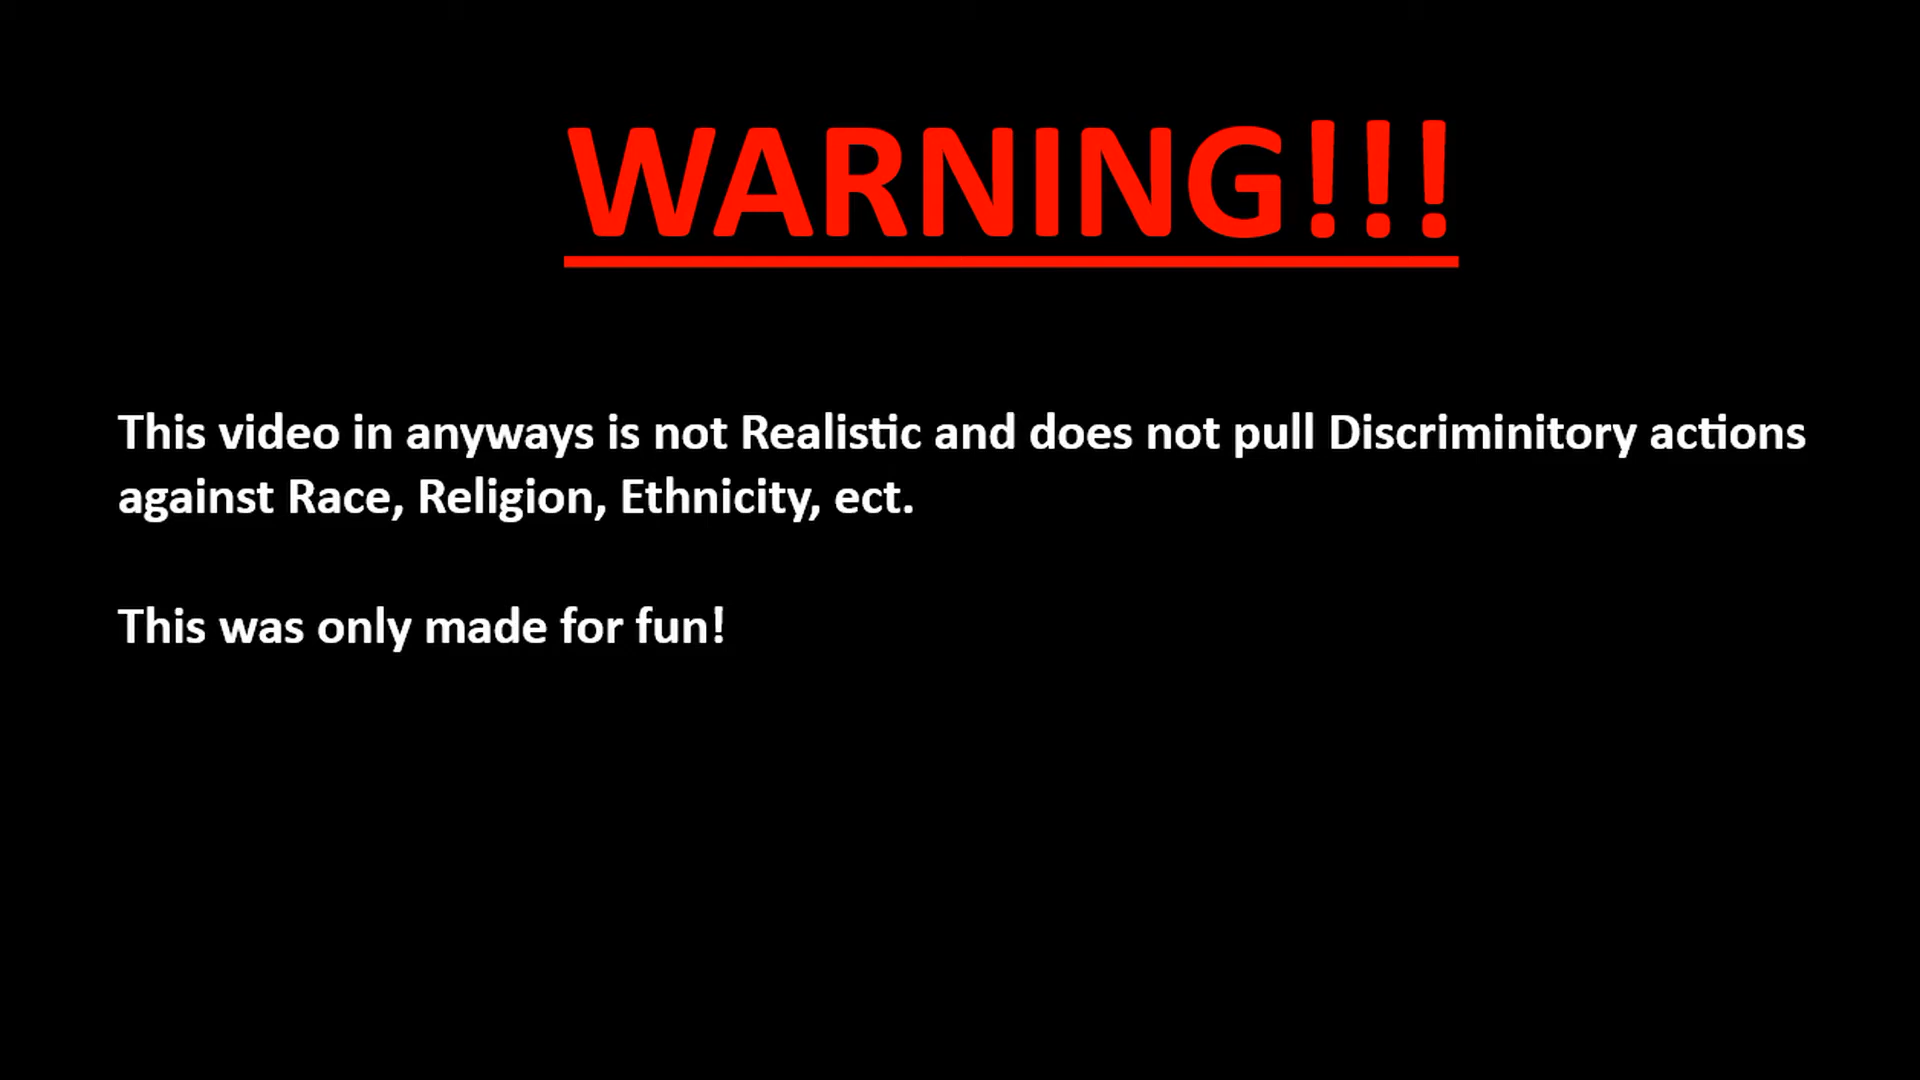 WARNING!!!
This video in anyways is not Realistic and does not pull Discriminitory actions
against Race, Religion, Ethnicity, ect.
This was only made for fun!